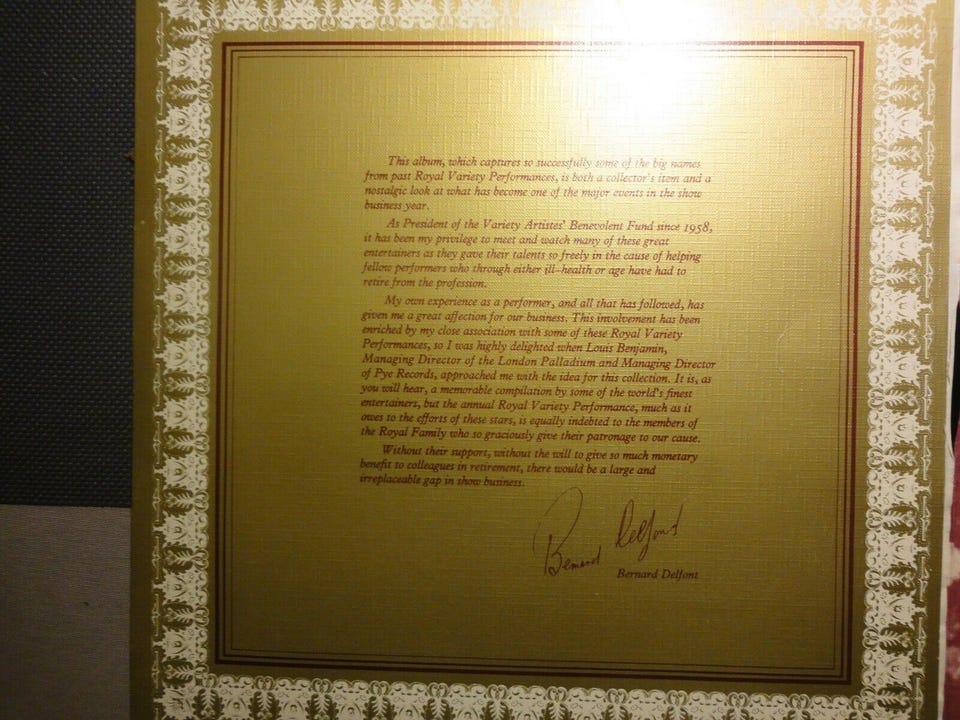 This album, which captures so successfully some of the big names
from past Royal Variety Performances, is both a collector's item and a
nostalgic look at what has become one of the major events in the show
business year.
As President of the Variety Artistes' Benevolent Fund since 1958,
it has been my privilege to meet and watch many of these great
entertainers as they gave their talents so freely in the cause of helping
fellow performers who through either ill-health or age have had to
retire from the profession.
My own experience as a performer, and all that has followed, has
given me a great affection for our business. This involvement has been
enriched by my close association with some of these Royal Variety
Performances, so I was highly delighted when Louis Benjamin,
Managing Director of the London Palladium and Managing Director
of Pye Records, approached me with the idea for this collection. It is, as
you will hear, a memorable compilation by some of the world's finest
entertainers, but the annual Royal Variety Performance, much as it
owes to the efforts of these stars, is equally indebted to the members of
the Royal Family who so graciously give their patronage to our cause.
Without their support, without the will to give so much monetary
benefit to colleagues in retirement, there would be a large and
irreplaceable gap in show business.
Bernard Delfont
Bernard Delfont